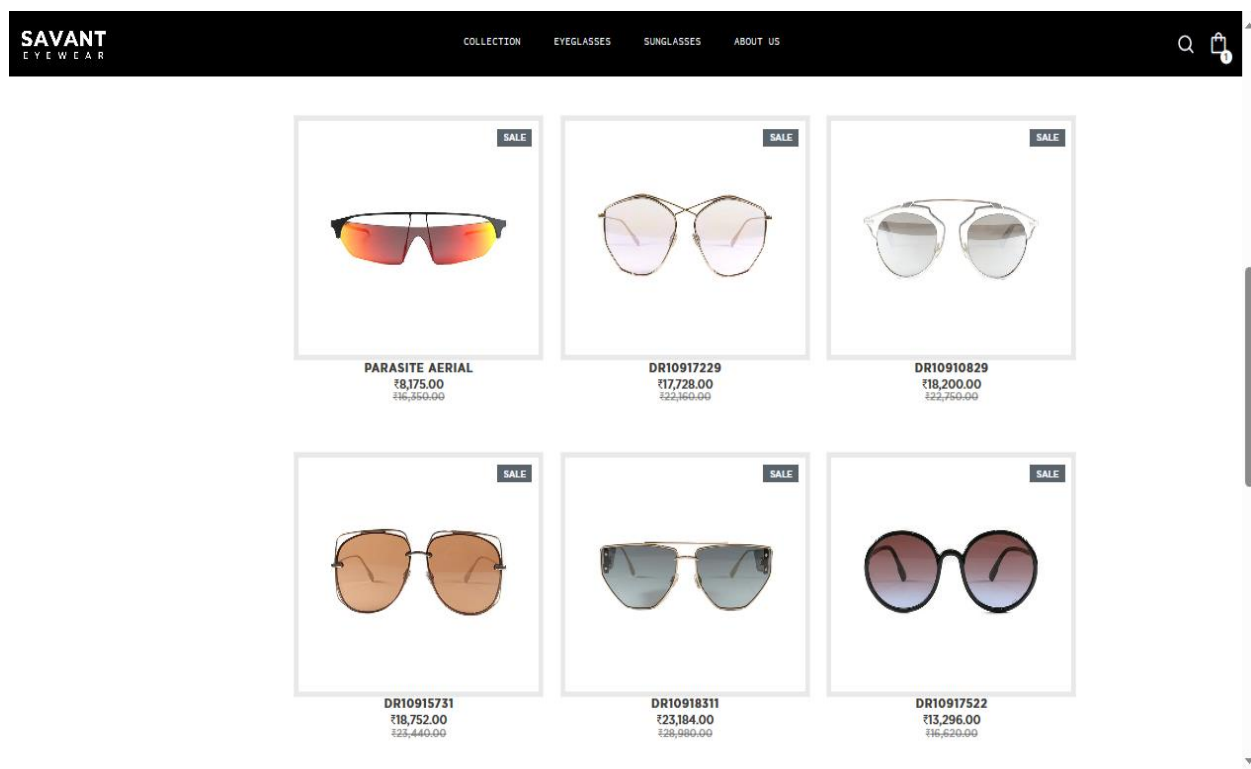 SAVANT
EYEWEAR
COLLECTION EYEGLASSES SUNGLASSES ABOUT US
1
SALE SALE SALE
PARASITE AERIAL DR10917229 DR10910829
₹8,175.00 ₹17,728.00 ₹18,200.00
₹16,350.00 ₹22,160.00 ₹22,750.00
SALE SALE SALE
DR10915731 DR10918311 DR10917522
₹18,752.00 ₹23,184.00 ₹13,296.00
₹23,440.00 ₹28,980.00 ₹16,620.00